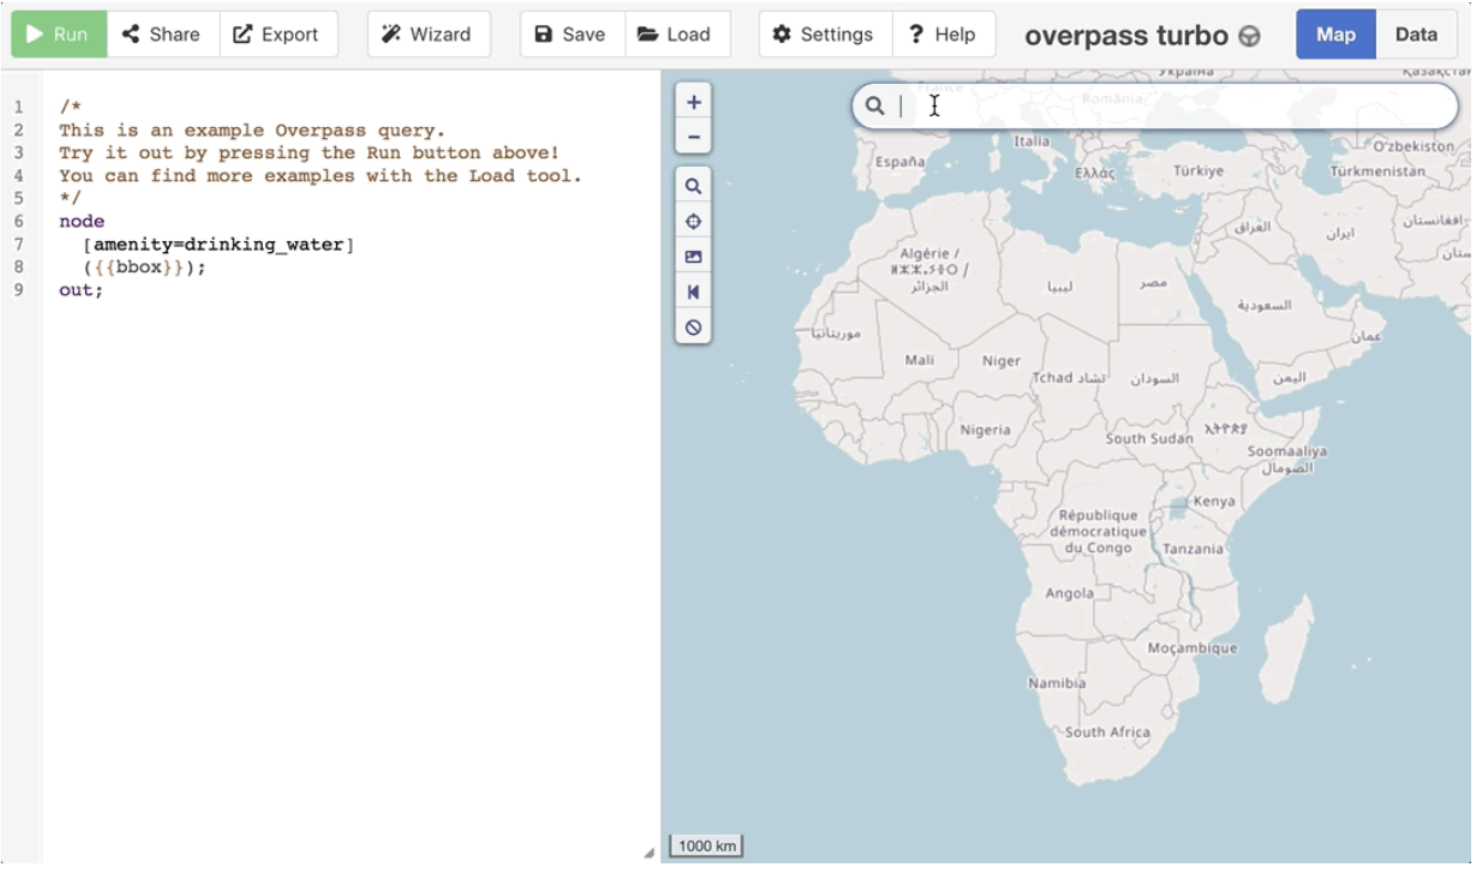 Run
Share
Export
Wizard
Save
Load
Settings
? Help
overpass turbo
Map
Data
1 /*
2 This is an example Overpass query.
3 Try it out by pressing the Run button above!
4 You can find more examples with the Load tool.
5 */
6 node
7 [amenity=drinking_water]
8 ({{bbox}});
9 out;
+
−
Україна
France
România
Italia
O'zbekiston
España
Ελλάς
Türkiye
Türkmenistan
افغانستان
العراق
ایران
Algérie /
ⵍⵣⵣⴰⵢⴻⵔ /
الجزائر
ليبيا
مصر
السعودية
موريتانيا
عمان
Mali
Niger
Tchad تشاد
السودان
اليمن
Nigeria
South Sudan
ኢትዮጵያ
Soomaaliya
الصومال
Kenya
République
démocratique
du Congo
Tanzania
Angola
Moçambique
Namibia
South Africa
1000 km